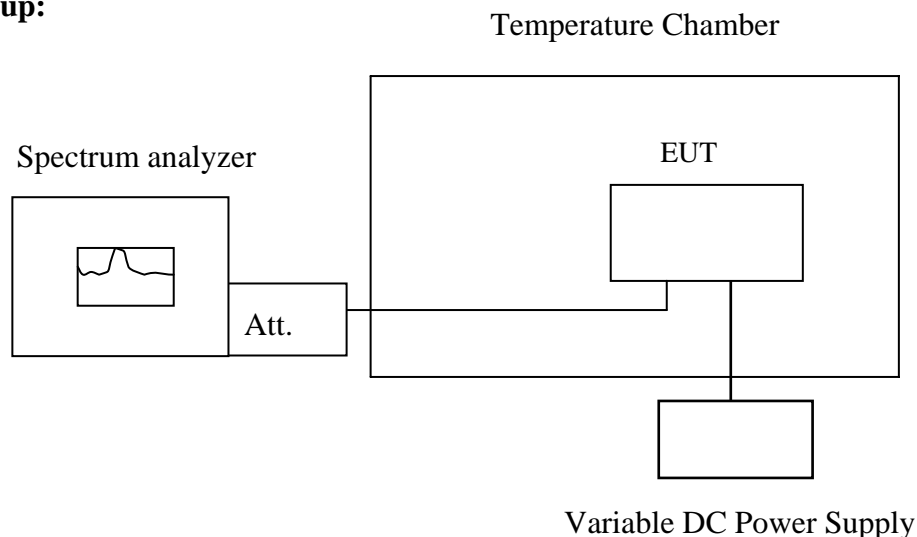 up:
Temperature Chamber
Spectrum analyzer
EUT
Att.
Variable DC Power Supply